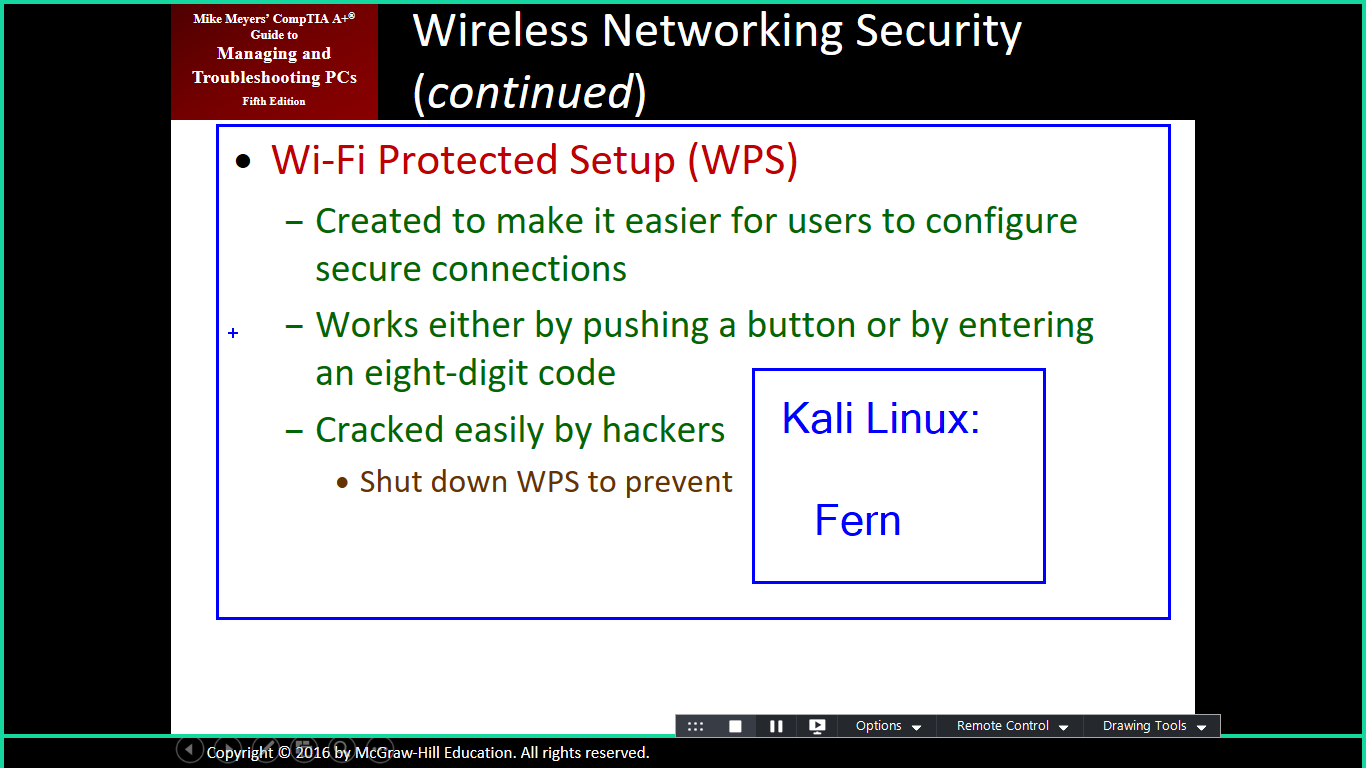 Mike Meyers’ CompTIA A+®
Guide to
Managing and
Troubleshooting PCs
Fifth Edition
Wireless Networking Security
(continued)
• Wi-Fi Protected Setup (WPS)
– Created to make it easier for users to configure
secure connections
– Works either by pushing a button or by entering
an eight-digit code
– Cracked easily by hackers
• Shut down WPS to prevent
Kali Linux:
Fern
Options
Remote Control
Drawing Tools
Copyright © 2016 by McGraw-Hill Education. All rights reserved.